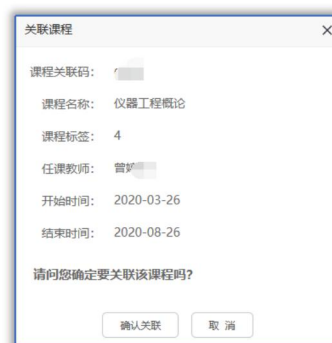 关联课程
课程关联码：
课程名称： 仪器工程概论
课程标签： 4
任课教师： 曾
开始时间： 2020-03-26
结束时间： 2020-08-26
请问您确定要关联该课程吗?
确认关联 取 消